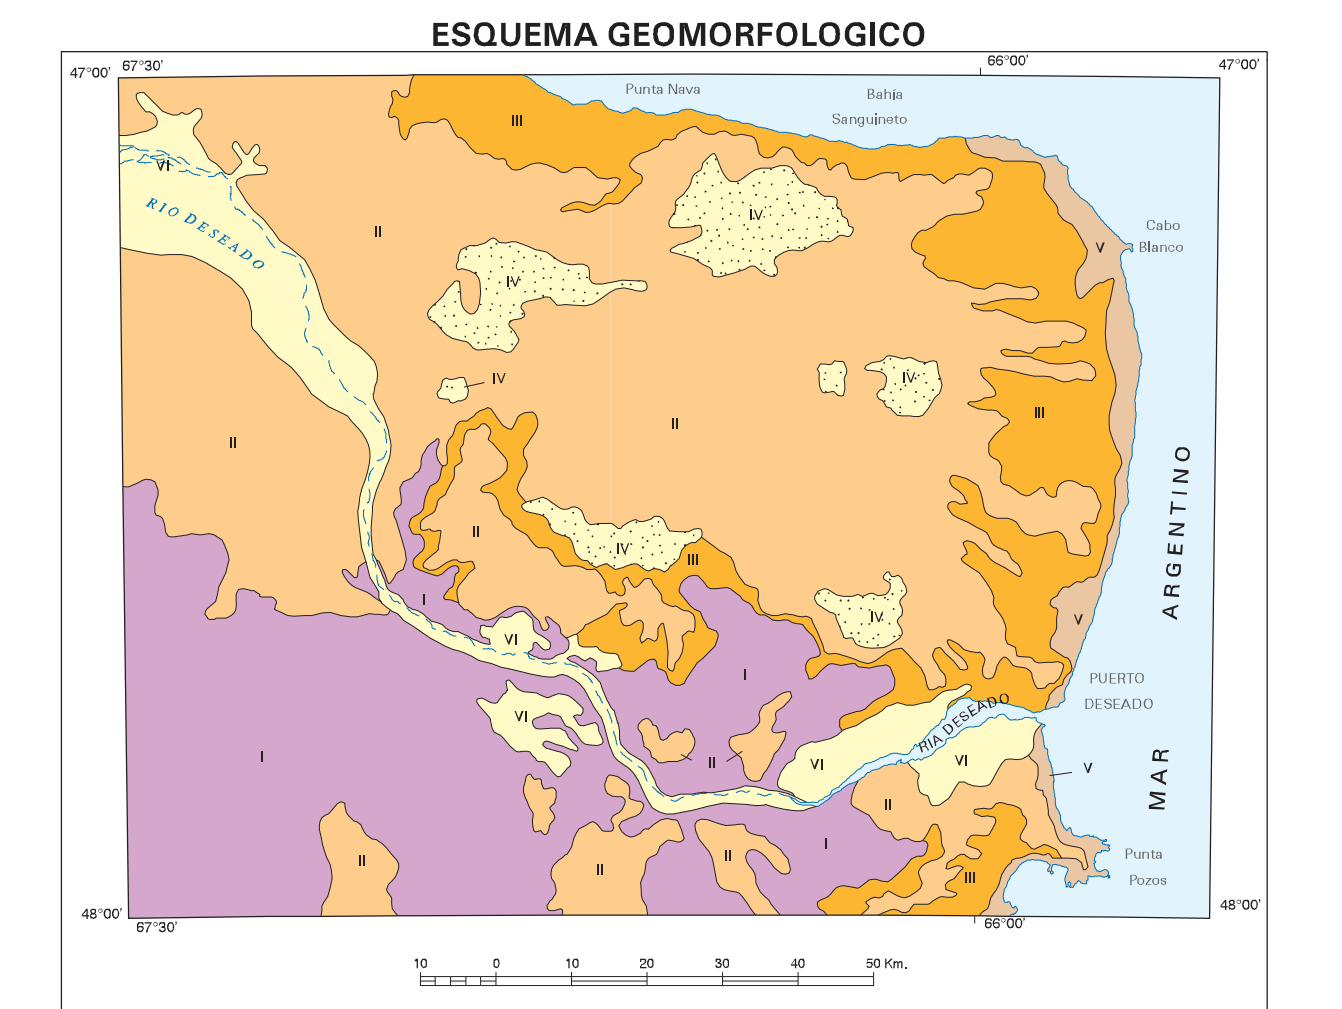 ESQUEMA GEOMORFOLOGICO
67°30'
66°00'
47°00'
47°00'
Punta Nava
Bahía
Sanguineto
III
VI
RIO DESEADO
II
IV
IV
Cabo
Blanco
V
IV
IV
II
II
III
II
IV
III
I
IV
V
VI
I
PUERTO
DESEADO
VI
RIA DESEADO
I
II
VI
VI
V
II
I
II
II
II
III
Punta
Pozos
MAR ARGENTINO
48°00'
48°00'
67°30'
66°00'
10 0 10 20 30 40 50 Km.